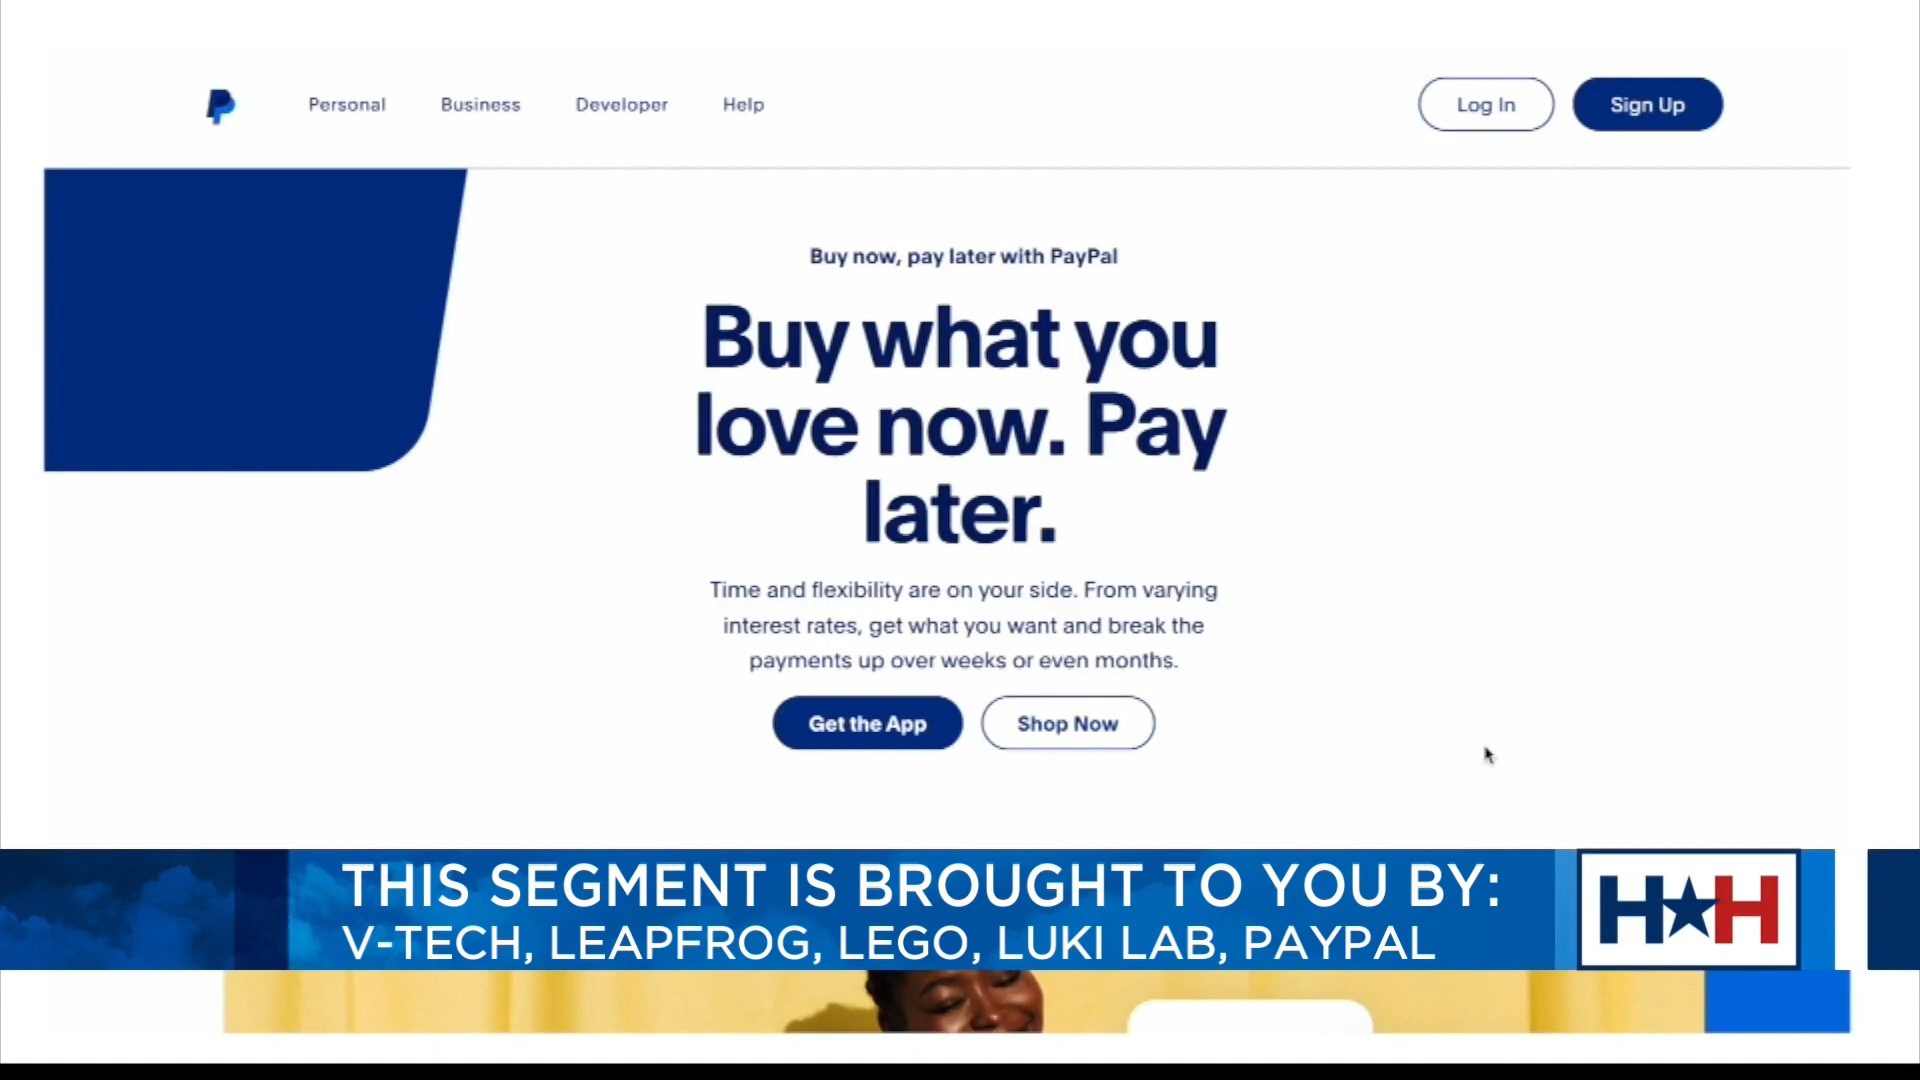 Personal Business Developer Help Log In Sign Up
Buy now, pay later with PayPal
Buy what you
love now. Pay
later.
Time and flexibility are on your side. From varying
interest rates, get what you want and break the
payments up over weeks or even months.
Get the App Shop Now
THIS SEGMENT IS BROUGHT TO YOU BY:
V-TECH, LEAPFROG, LEGO, LUKI LAB, PAYPAL
H★H